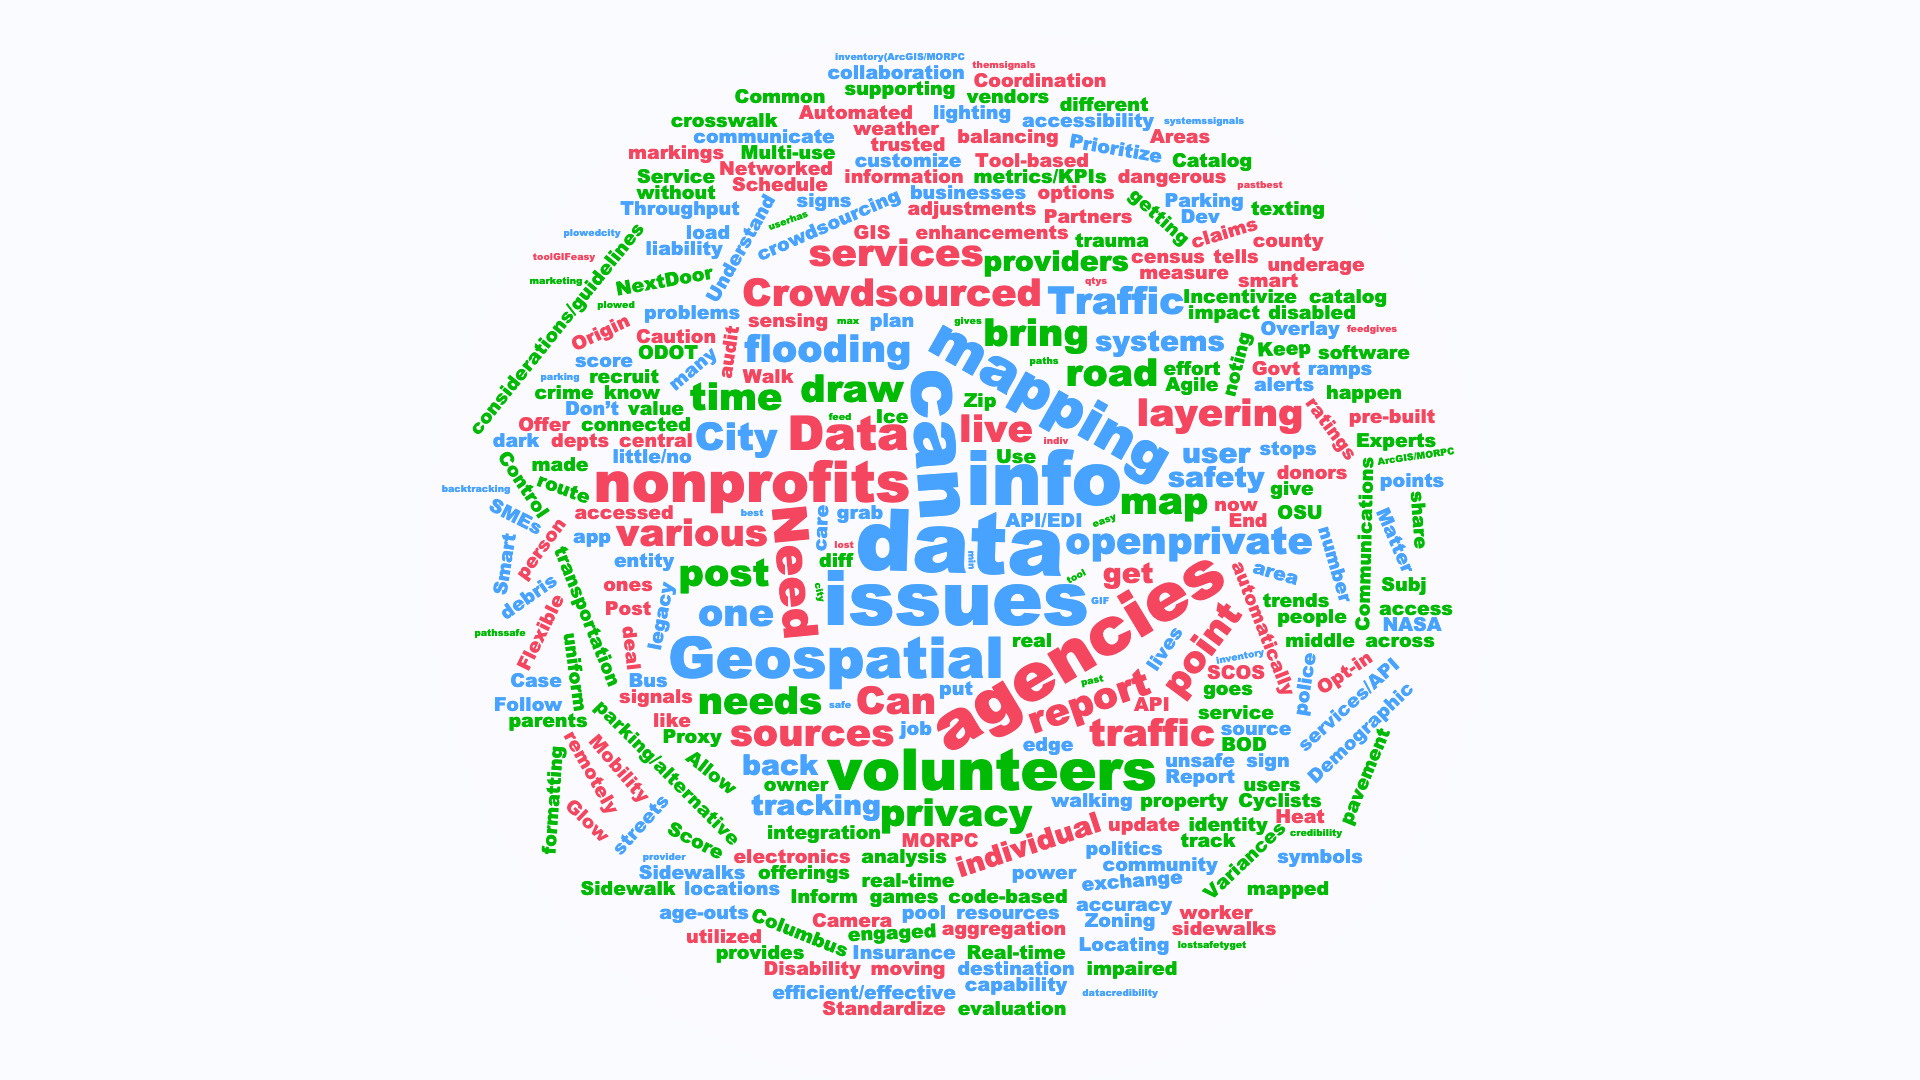 inventory(ArcGIS/MORPC
themsignals
collaboration
Coordination
supporting
Common
vendors
different
Automated
lighting
crosswalk
accessibility
systemssignals
weather
communicate
balancing
Prioritize
Areas
trusted
markings
Multi-use
customize
Tool-based
Catalog
Networked
Service
information
metrics/KPIs
dangerous
Schedule
pastbest
without
businesses
options
signs
crowdsourcing
Understand
getting
Parking
Throughput
adjustments
Partners
Dev
texting
userhas
plowedcity
load
GIS
enhancements
trauma
claims
county
liability
services
providers
census
tells
toolGIFeasy
underage
measure
considerations/guidelines
NextDoor
marketing
qtys
smart
Crowdsourced
Traffic
Incentivize
catalog
plowed
problems
impact
disabled
sensing
max
plan
gives
bring
Origin
Caution
audit
systems
Overlay
feedgives
flooding
mapping
noting
Keep
software
ODOT
score
many
paths
road
effort
Govt
ramps
parking
recruit
Walk
Agile
alerts
crime
know
time
draw
can
Zip
happen
Don’t
value
feed
Ice
layering
ratings
pre-built
Offer
connected
City
Data
live
dark
depts
central
indiv
Experts
little/no
Use
user
stops
ArcGIS/MORPC
Control
made
nonprofits
info
safety
donors
points
backtracking
route
map
give
Communications
share
accessed
best
care
grab
now
SMEs
Need
API/EDI
easy
End
OSU
Matter
person
app
various
data
openprivate
number
lost
Smart
transportation
entity
diff
min
post
tool
get
area
Subj
debris
ones
city
issues
GIF
agencies
automatically
trends
access
Post
one
legacy
people
NASA
pathssafe
Flexible
uniform
deal
real
lives
point
middle
across
Geospatial
inventory
Case
Bus
past
SCOS
police
Opt-in
signals
needs
safe
Can
put
report
API
goes
services/API
Follow
parents
like
service
Demographic
parking/alternative
Proxy
sources
job
traffic
source
remotely
Mobility
edge
BOD
formatting
Allow
back
volunteers
unsafe
sign
pavement
owner
Report
users
Glow
streets
tracking
privacy
walking
property
Cyclists
integration
individual
update
identity
Heat
Score
MORPC
track
credibility
provider
electronics
analysis
politics
Variances
symbols
Sidewalks
offerings
community
real-time
power
exchange
Sidewalk
locations
Inform
games
code-based
mapped
age-outs
Columbus
Camera
pool
resources
accuracy
worker
Zoning
utilized
engaged
aggregation
sidewalks
provides
Insurance
Real-time
Locating
lostsafetyget
Disability
moving
destination
impaired
efficient/effective
capability
datacredibility
Standardize
evaluation